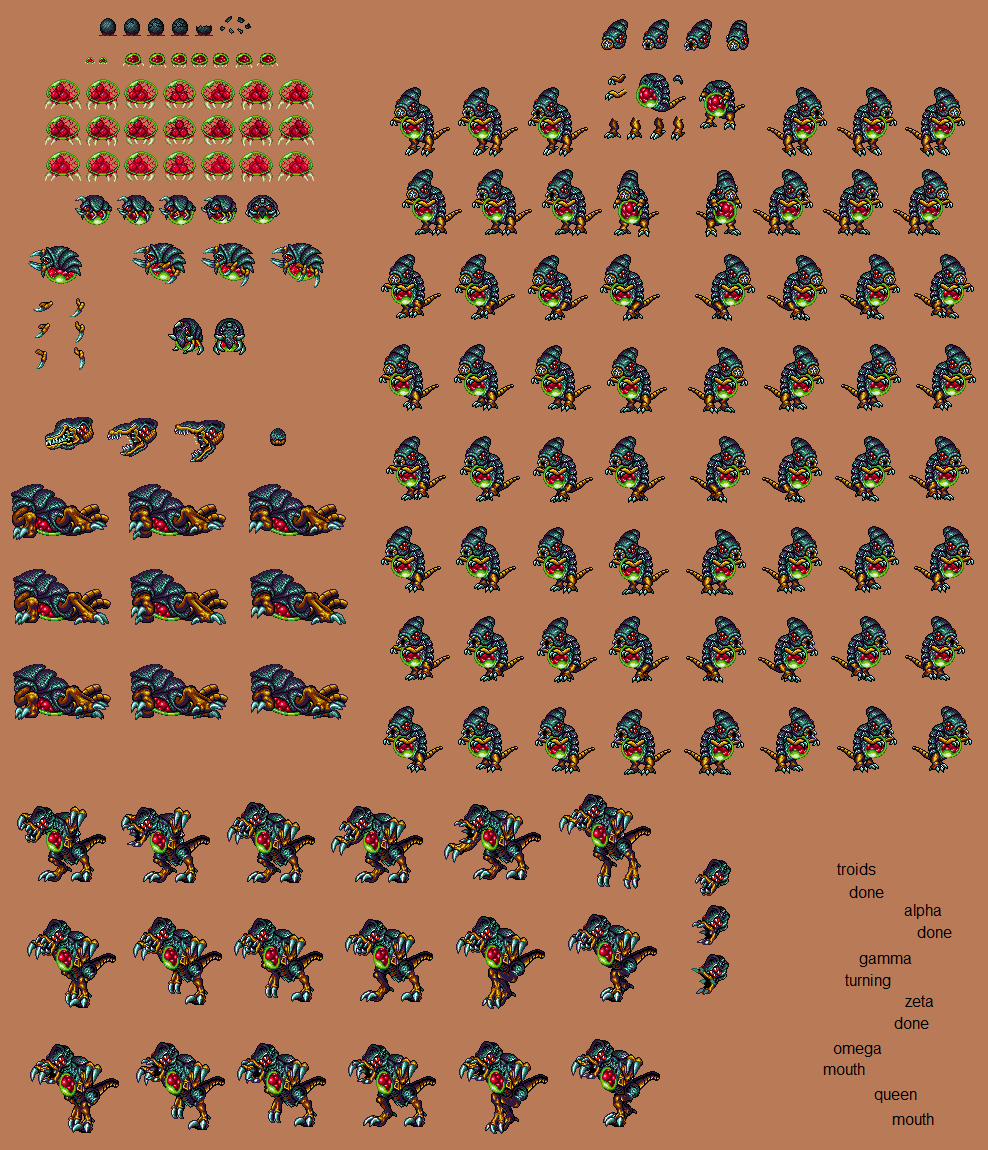 troids
done
alpha
done
gamma
turning
zeta
done
omega
mouth
queen
mouth